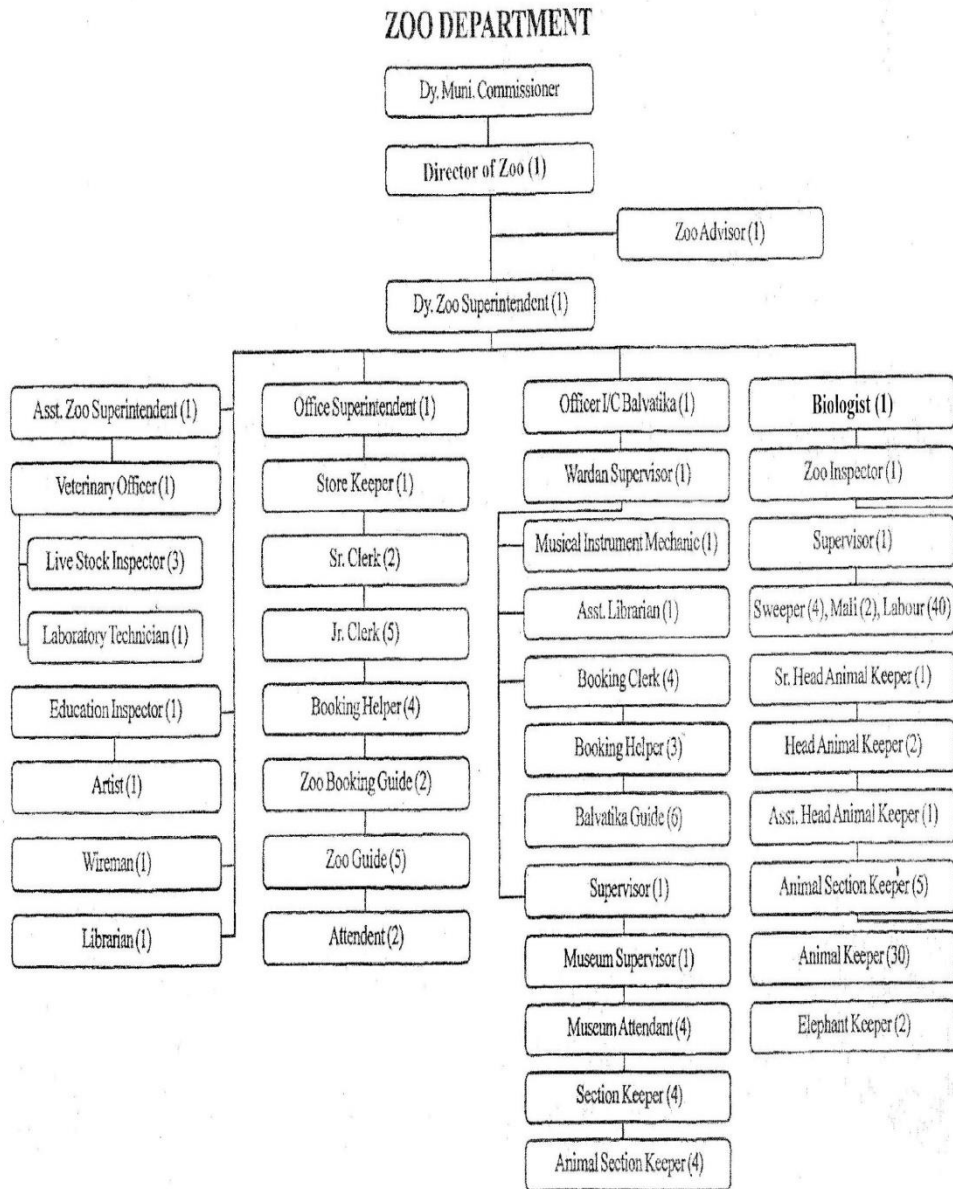 ZOO DEPARTMENT
Dy. Muni. Commissioner
Director of Zoo (1)
Zoo Advisor (1)
Dy. Zoo Superintendent (1)
Asst. Zoo Superintendent (1)
Veterinary Officer (1)
Live Stock Inspector (3)
Laboratory Technician (1)
Education Inspector (1)
Artist (1)
Wireman (1)
Librarian (1)
Office Superintendent (1)
Store Keeper (1)
Sr. Clerk (2)
Jr. Clerk (5)
Booking Helper (4)
Zoo Booking Guide (2)
Zoo Guide (5)
Attendent (2)
Officer I/C Balvatika (1)
Wardan Supervisor (1)
Musical Instrument Mechanic (1)
Asst. Librarian (1)
Booking Clerk (4)
Booking Helper (3)
Balvatika Guide (6)
Supervisor (1)
Museum Supervisor (1)
Museum Attendant (4)
Section Keeper (4)
Animal Section Keeper (4)
Biologist (1)
Zoo Inspector (1)
Supervisor (1)
Sweeper (4), Mali (2), Labour (40)
Sr. Head Animal Keeper (1)
Head Animal Keeper (2)
Asst. Head Animal Keeper (1)
Animal Section Keeper (5)
Animal Keeper (30)
Elephant Keeper (2)